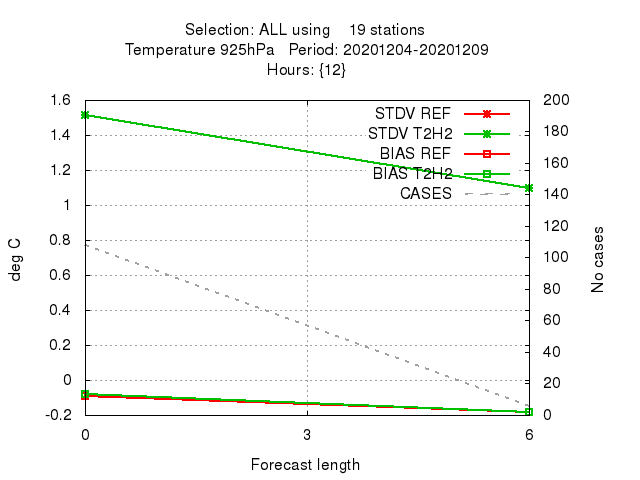 Selection: ALL using 19 stations
Temperature 925hPa Period: 20201204-20201209
Hours: {12}
1.6
1.4
1.2
1
0.8
0.6
0.4
0.2
0
-0.2
deg C
STDV REF
STDV T2H2
BIAS REF
BIAS T2H2
CASES
200
180
160
140
120
100
80
60
40
20
0
No cases
0 3 6
Forecast length